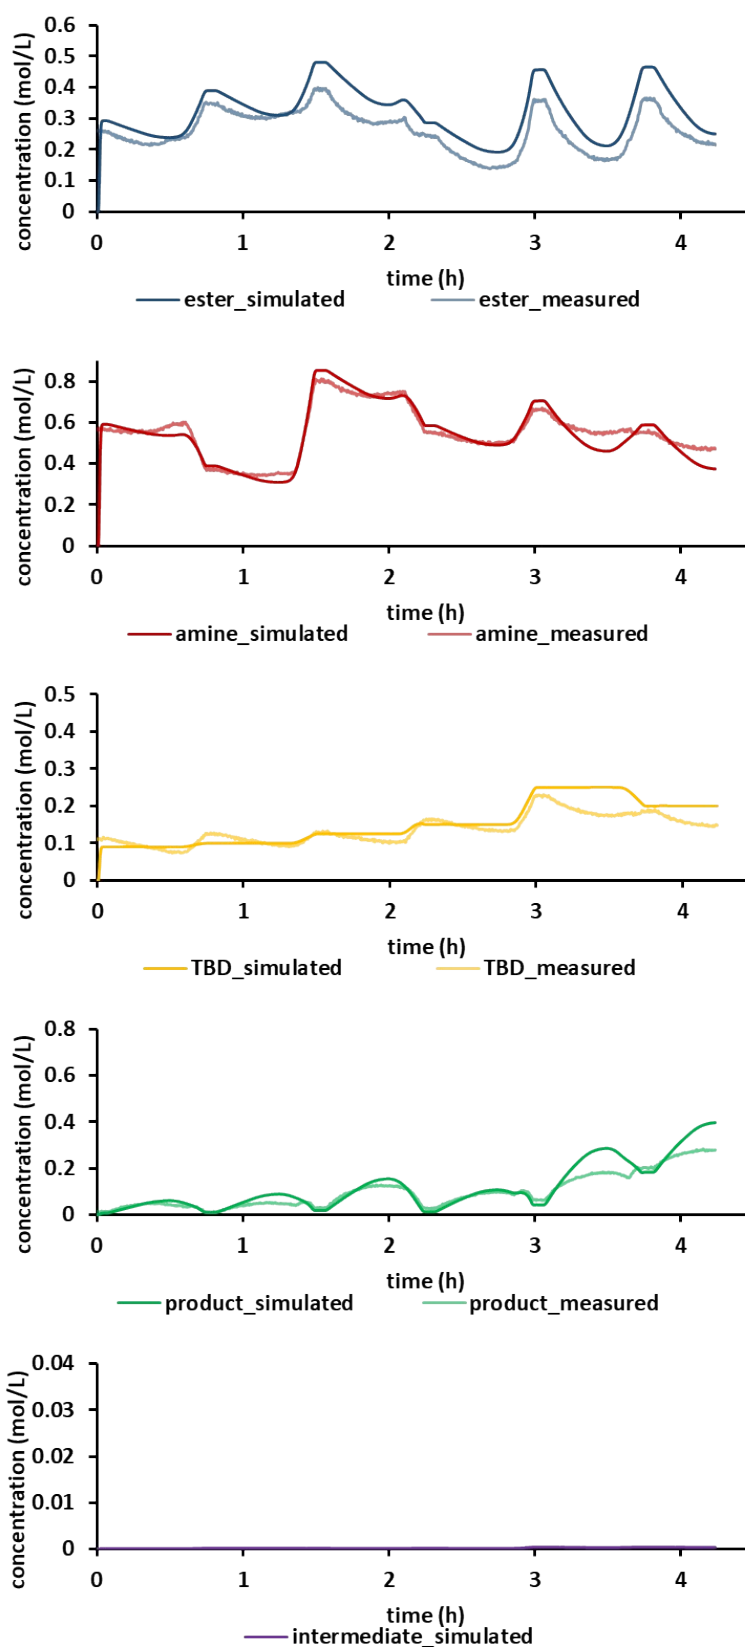 concentration (mol/L)
0.6
0.5
0.4
0.3
0.2
0.1
0
0 1 2 3 4
time (h)
ester_simulated ester_measured
concentration (mol/L)
0.8
0.6
0.4
0.2
0
0 1 2 3 4
time (h)
amine_simulated amine_measured
concentration (mol/L)
0.5
0.4
0.3
0.2
0.1
0
0 1 2 3 4
time (h)
TBD_simulated TBD_measured
concentration (mol/L)
0.8
0.6
0.4
0.2
0
0 1 2 3 4
time (h)
product_simulated product_measured
concentration (mol/L)
0.04
0.03
0.02
0.01
0
0 1 2 3 4
time (h)
intermediate_simulated